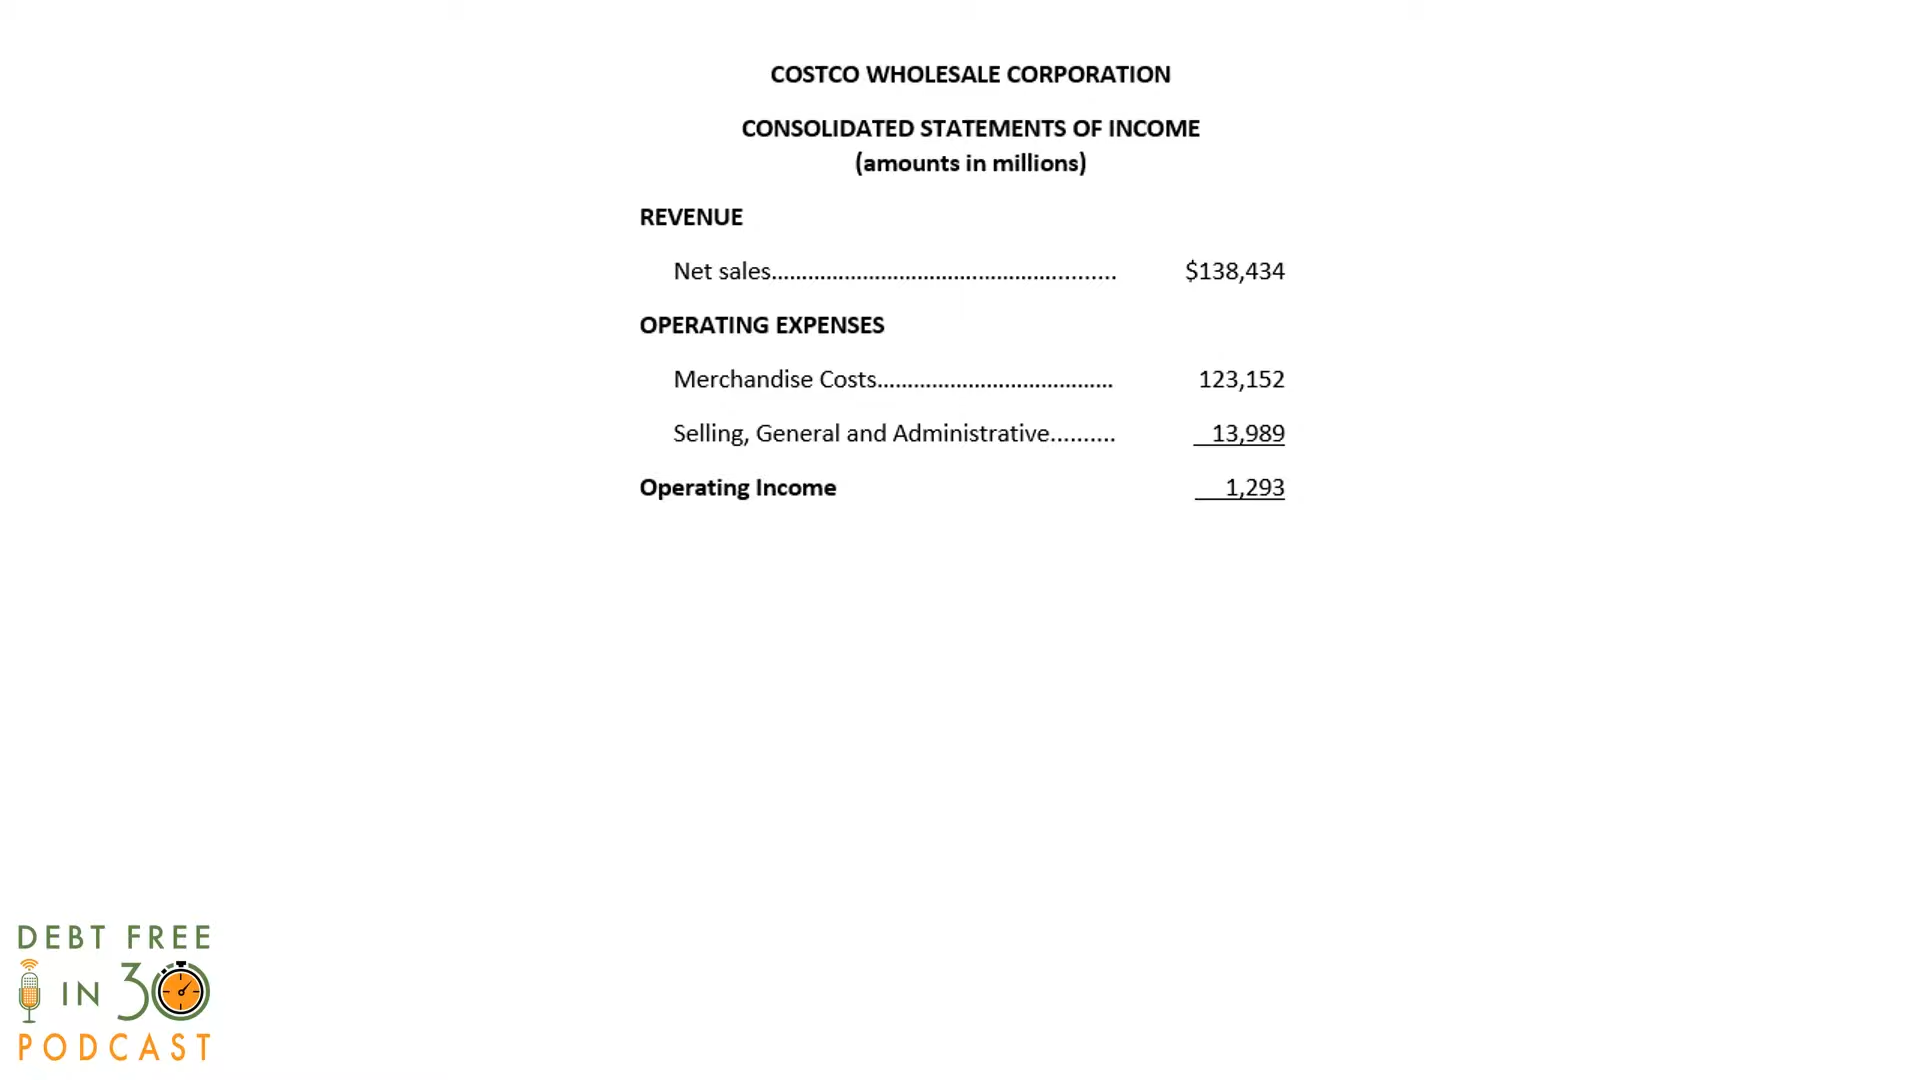 COSTCO WHOLESALE CORPORATION
CONSOLIDATED STATEMENTS OF INCOME
(amounts in millions)
REVENUE
Net sales........................................................ $138,434
OPERATING EXPENSES
Merchandise Costs....................................... 123,152
Selling, General and Administrative.......... 13,989
Operating Income 1,293
DEBT FREE
IN 30
PODCAST